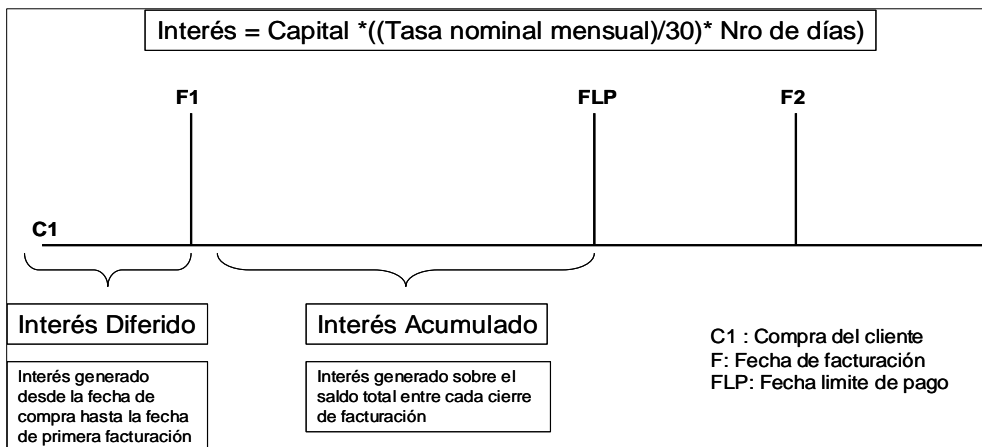 Interés = Capital *((Tasa nominal mensual)/30)* Nro de días)
F1
FLP
F2
C1
Interés Diferido
Interés generado
desde la fecha de
compra hasta la fecha
de primera facturación
Interés Acumulado
Interés generado sobre el
saldo total entre cada cierre
de facturación
C1 : Compra del cliente
F: Fecha de facturación
FLP: Fecha limite de pago